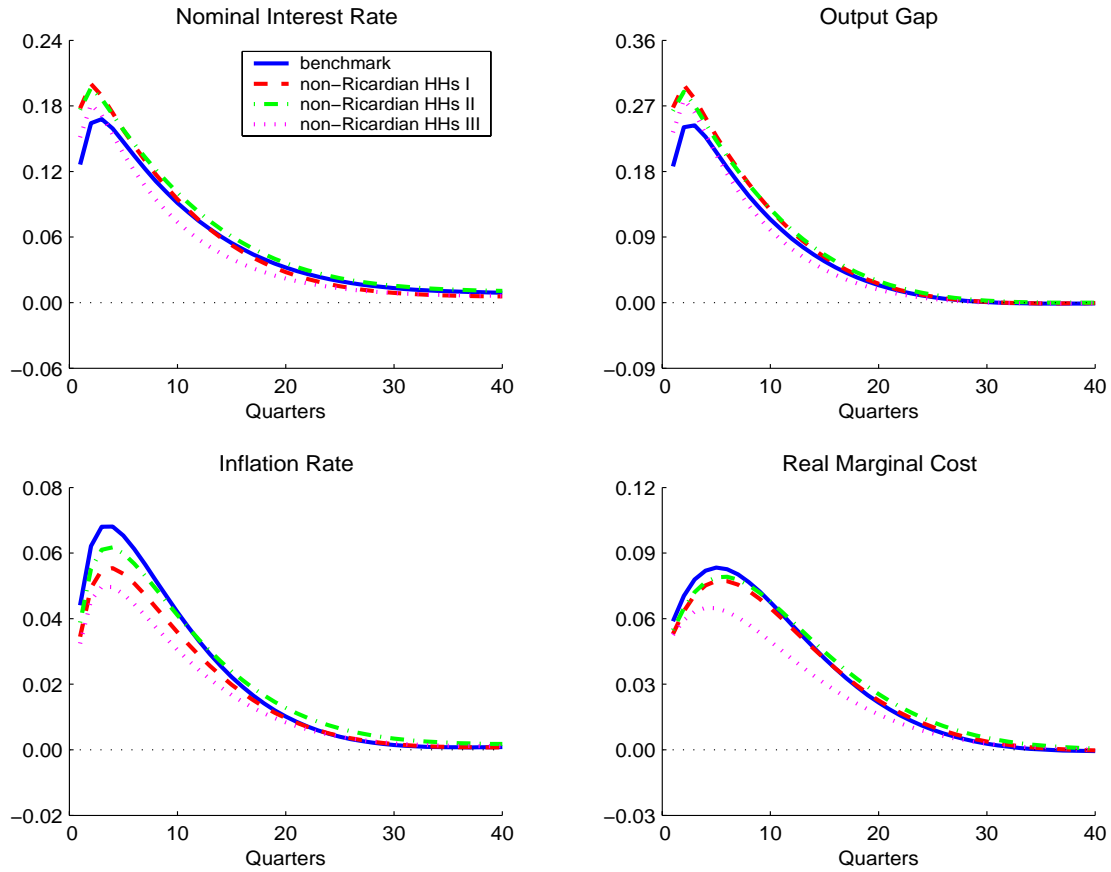 Nominal Interest Rate
0.24
0.18
0.12
0.06
0.00
−0.06
0 10 20 30 40
Quarters
benchmark
non−Ricardian HHs I
non−Ricardian HHs II
non−Ricardian HHs III
Output Gap
0.36
0.27
0.18
0.09
0.00
−0.09
0 10 20 30 40
Quarters
Inflation Rate
0.08
0.06
0.04
0.02
0.00
−0.02
0 10 20 30 40
Quarters
Real Marginal Cost
0.12
0.09
0.06
0.03
0.00
−0.03
0 10 20 30 40
Quarters